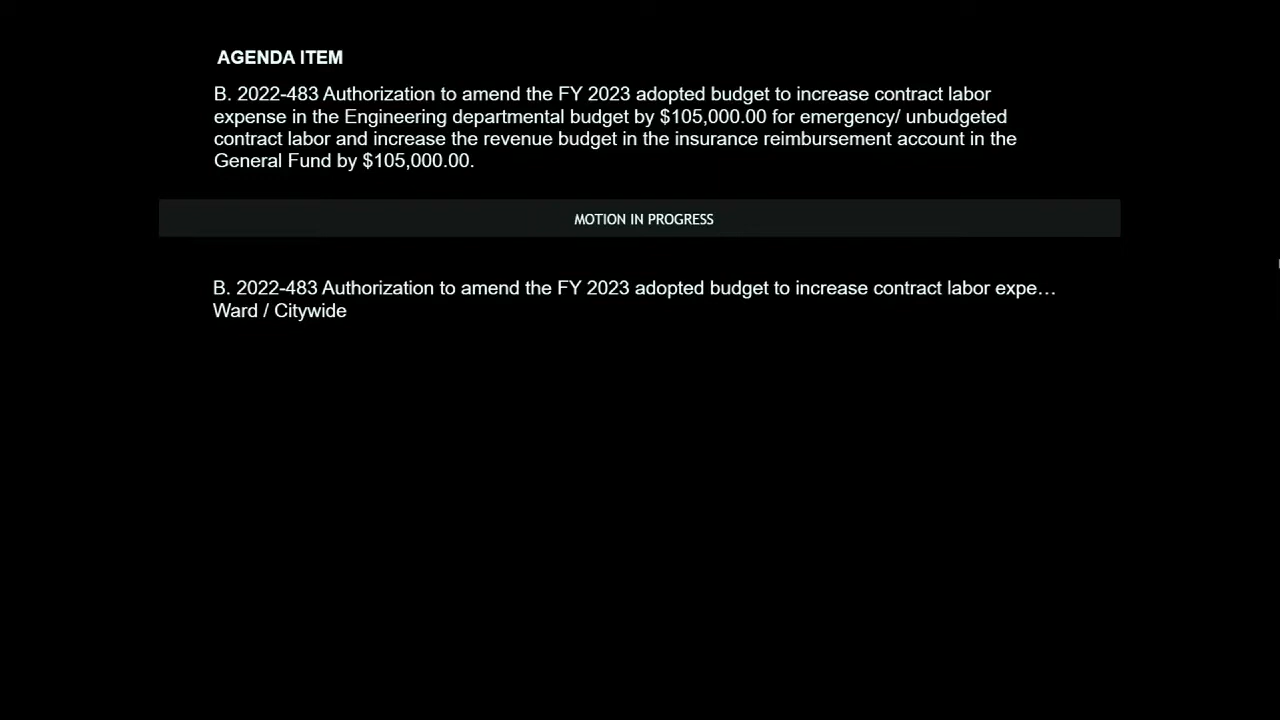 AGENDA ITEM
B. 2022-483 Authorization to amend the FY 2023 adopted budget to increase contract labor
expense in the Engineering departmental budget by $105,000.00 for emergency/ unbudgeted
contract labor and increase the revenue budget in the insurance reimbursement account in the
General Fund by $105,000.00.
MOTION IN PROGRESS
B. 2022-483 Authorization to amend the FY 2023 adopted budget to increase contract labor expe…
Ward / Citywide